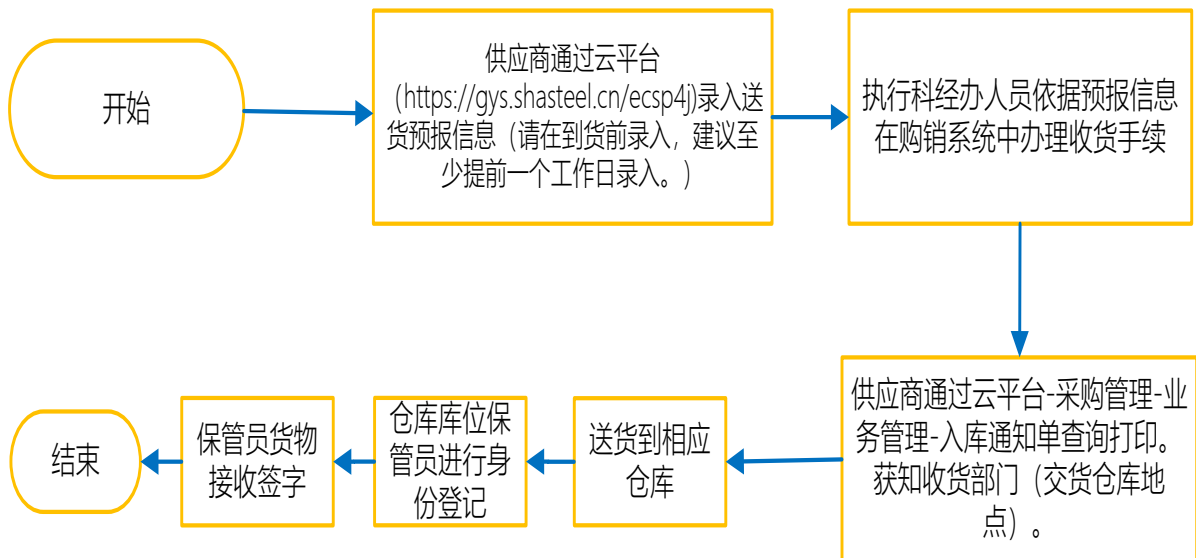 开始
供应商通过云平台
（https://gys.shasteel.cn/ecsp4j)录入送
货预报信息（请在到货前录入，建议至
少提前一个工作日录入。）
执行科经办人员依据预报信息
在购销系统中办理收货手续
供应商通过云平台-采购管理-业
务管理-入库通知单查询打印。
获知收货部门（交货仓库地
点）。
送货到相应
仓库
仓库库位保
管员进行身
份登记
保管员货物
接收签字
结束